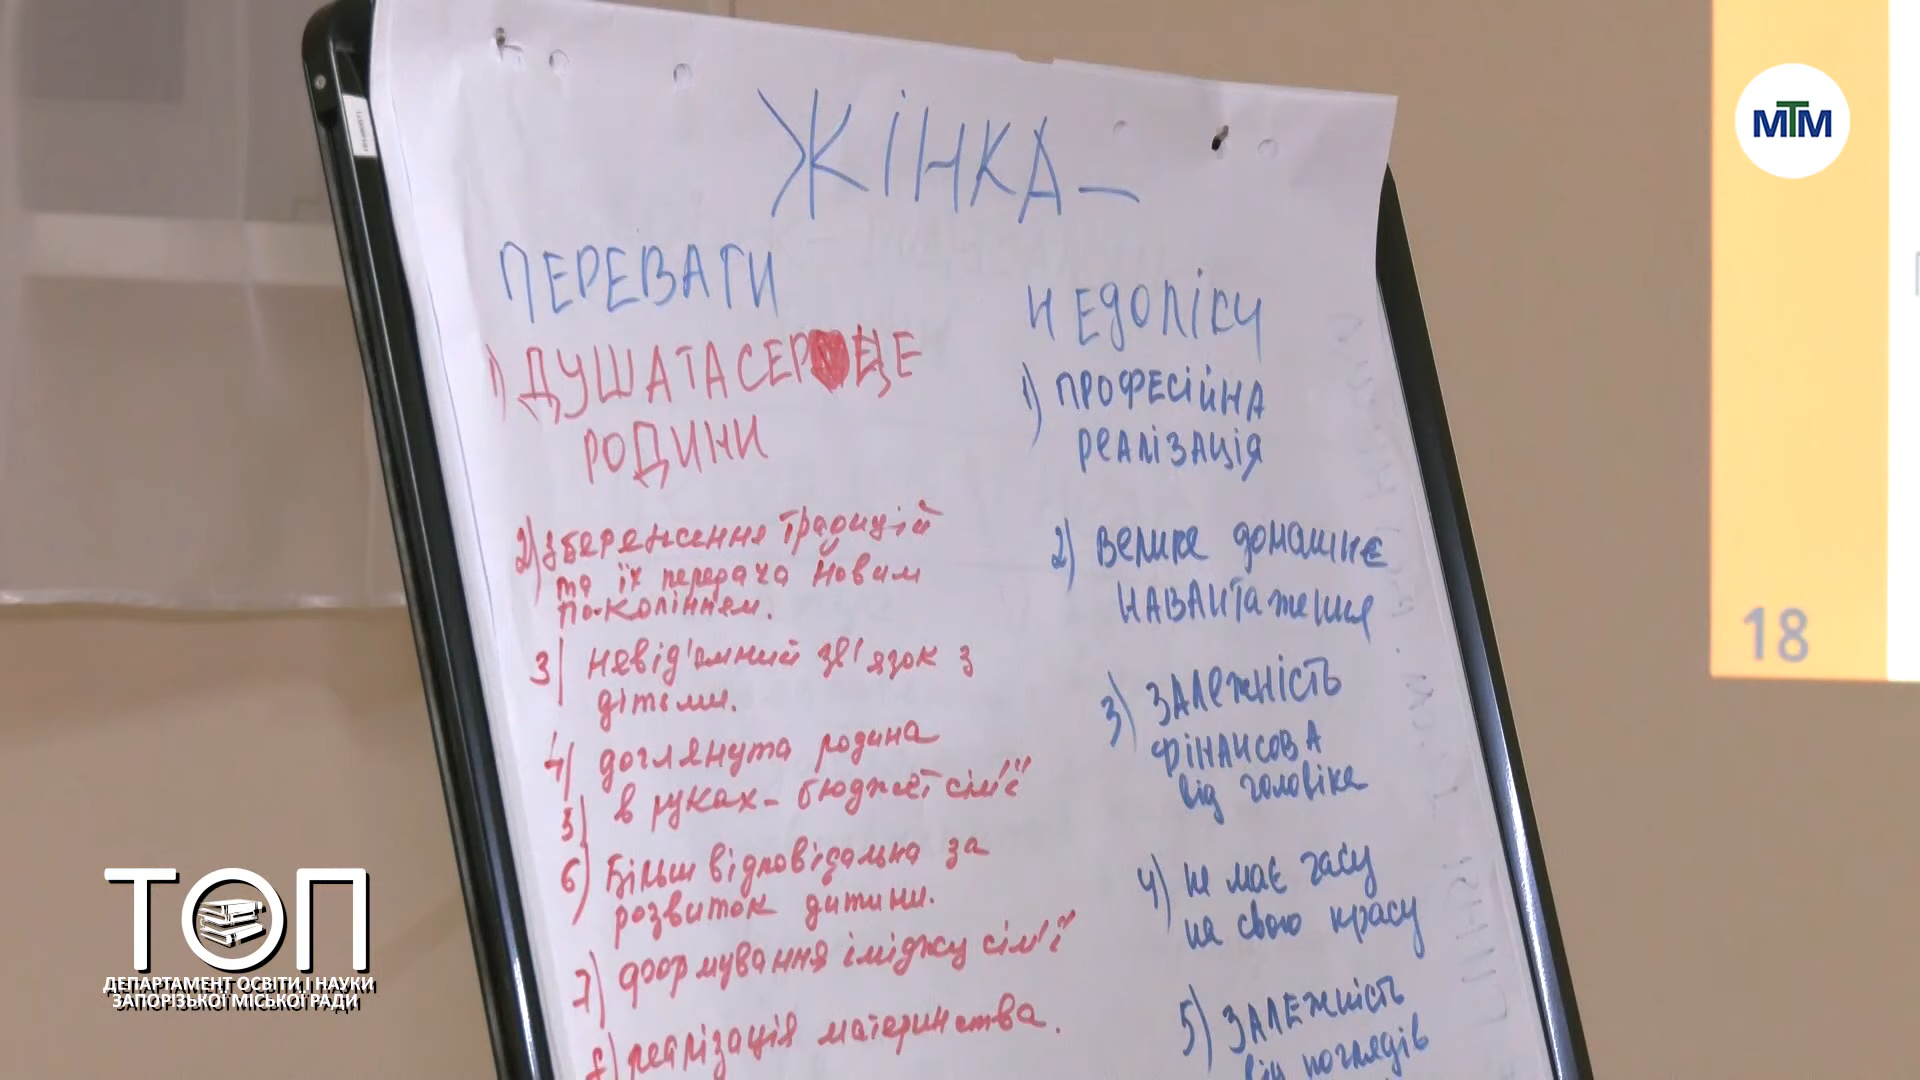 ЖІНКА –
ПЕРЕВАГИ
1) ДУША ТА СЕРЦЕ
РОДИНИ
2) збереження традицій
та їх передача новим
поколінням.
3) невід'ємний зв'язок з
дітьми.
4) доглянута родина
5) в руках – бюджет сім'ї
6) більш відповідальна за
розвиток дитини.
7) формування іміджу сім'ї
8) реалізація материнства.
НЕДОЛІКИ
1) ПРОФЕСІЙНА
реалізація
2) велике домашнє
навантаження
3) ЗАЛЕЖНІСТЬ
фінансова
від чоловіка
4) не має часу
на свою красу
5) ЗАЛЕЖНІСТЬ
від поглядів
МТМ
18
ТОП
ДЕПАРТАМЕНТ ОСВІТИ І НАУКИ
ЗАПОРІЗЬКОЇ МІСЬКОЇ РАДИ